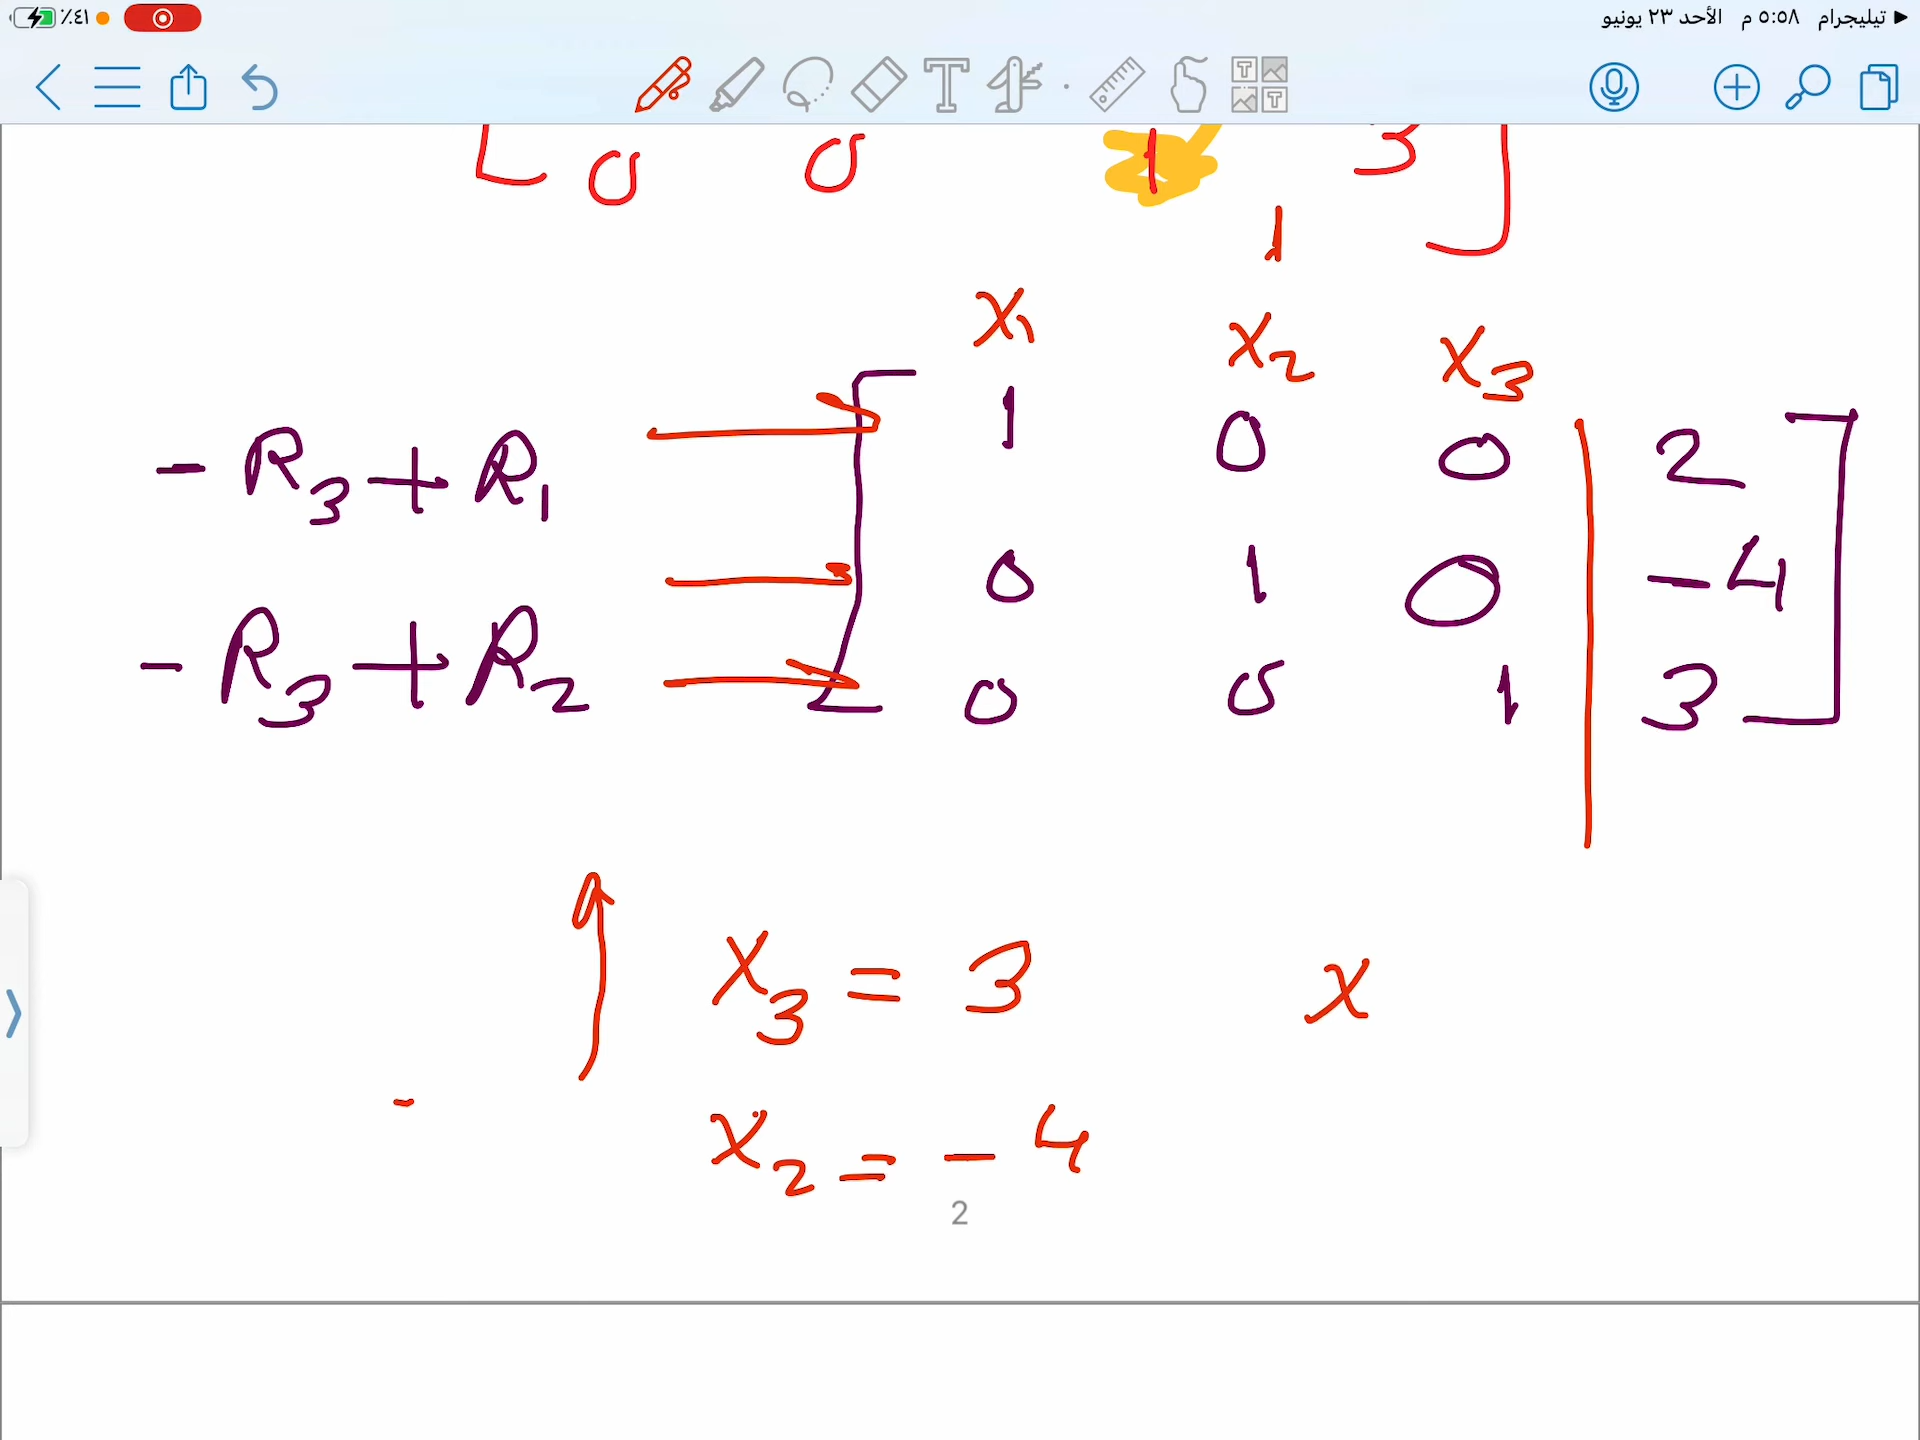 ٪٤١ الأحد ٢٣ يونيو ٥:٥٨ م تيليجرام
T T T
0 0 1 3
1
x1 x2 x3
- R3 + R1 1 0 0 2
0 1 0 -4
- R3 + R2 0 0 1 3
x3 = 3 x
-
x2 = - 4
2